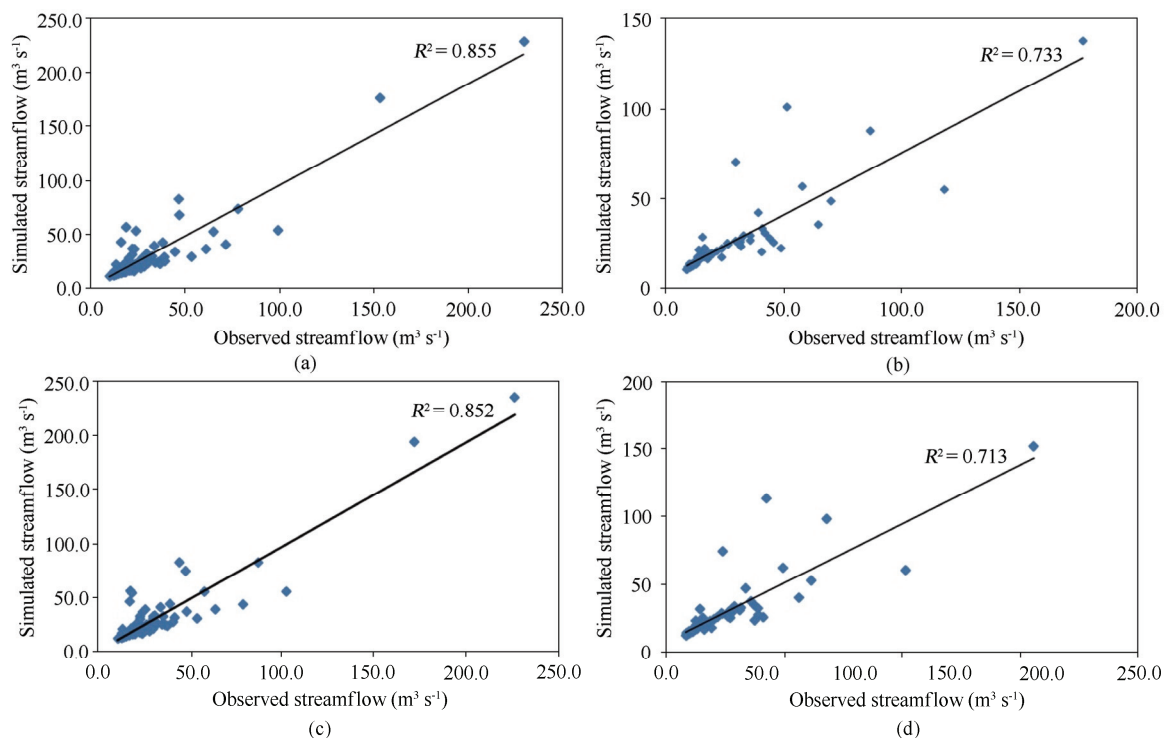 250.0
200.0
150.0
100.0
50.0
0.0
Simulated streamflow (m³ s⁻¹)
R² = 0.855
0.0 50.0 100.0 150.0 200.0 250.0
Observed streamflow (m³ s⁻¹)
(a)
150
100
50
0
Simulated streamflow (m³ s⁻¹)
R² = 0.733
0.0 50.0 100.0 150.0 200.0
Observed streamflow (m³ s⁻¹)
(b)
250.0
200.0
150.0
100.0
50.0
0.0
Simulated streamflow (m³ s⁻¹)
R² = 0.852
0.0 50.0 100.0 150.0 200.0 250.0
Observed streamflow (m³ s⁻¹)
(c)
200
150
100
50
0
Simulated streamflow (m³ s⁻¹)
R² = 0.713
0.0 50.0 100.0 150.0 200.0 250.0
Observed streamflow (m³ s⁻¹)
(d)